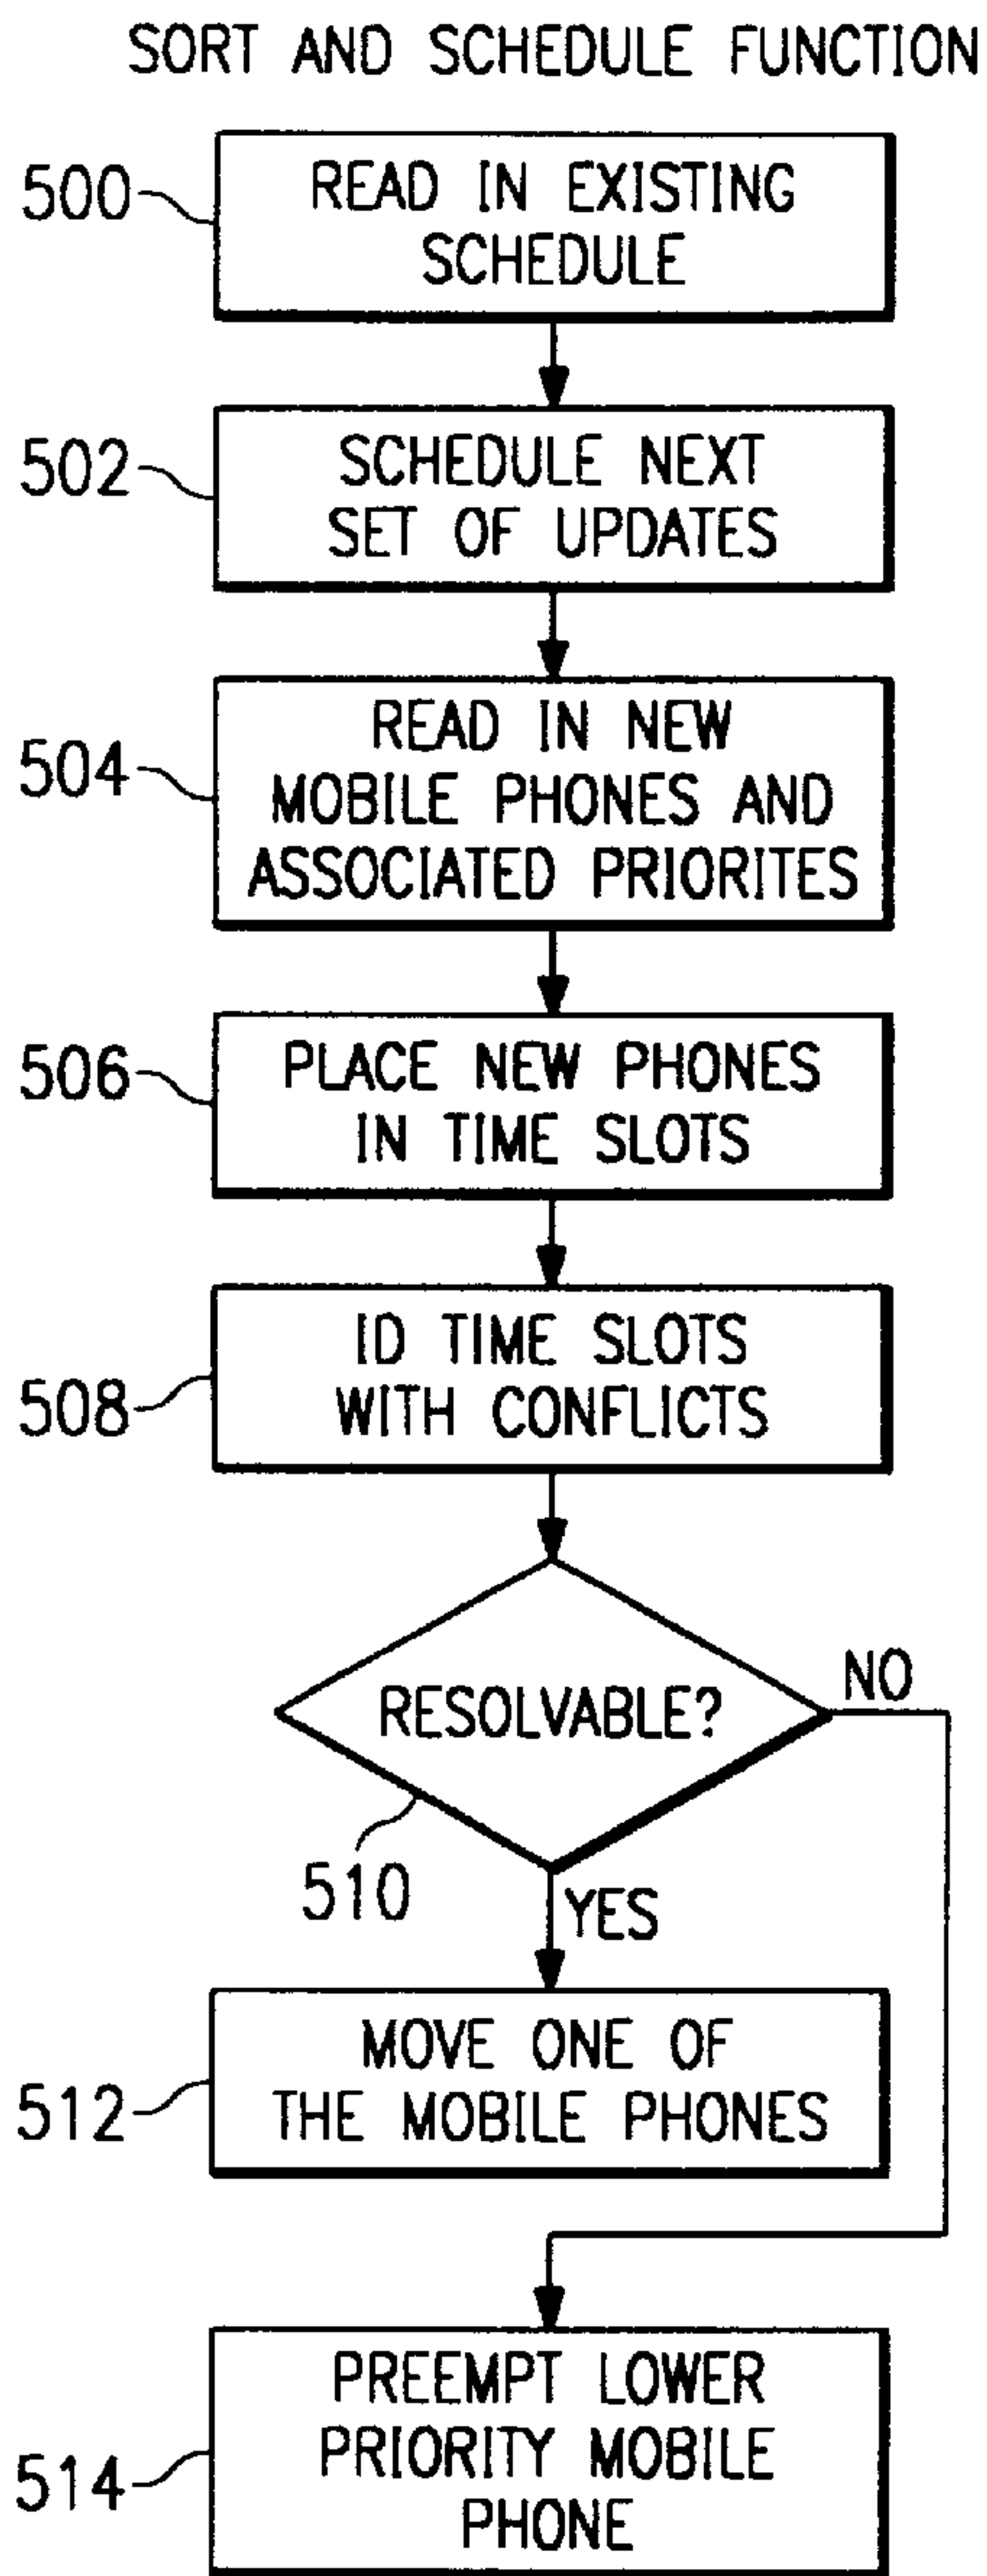 SORT AND SCHEDULE FUNCTION
500
READ IN EXISTING
SCHEDULE
502
SCHEDULE NEXT
SET OF UPDATES
504
READ IN NEW
MOBILE PHONES AND
ASSOCIATED PRIORITES
506
PLACE NEW PHONES
IN TIME SLOTS
508
ID TIME SLOTS
WITH CONFLICTS
RESOLVABLE?
NO
510
YES
512
MOVE ONE OF
THE MOBILE PHONES
514
PREEMPT LOWER
PRIORITY MOBILE
PHONE